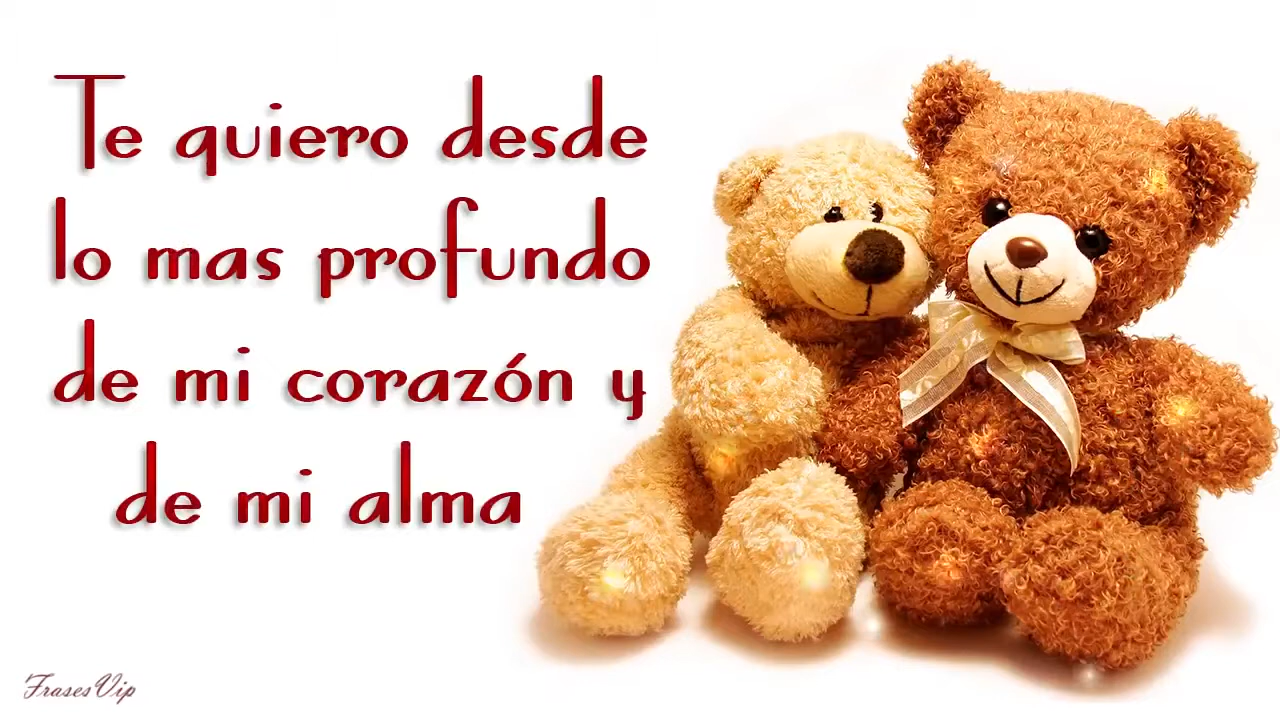 Te quiero desde
lo mas profundo
de mi corazón y
de mi alma
FrasesVip